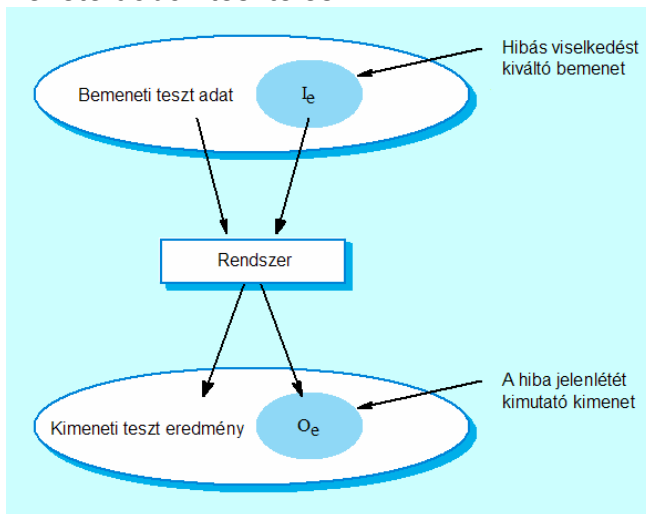 Hibás viselkedést
kiváltó bemenet
Bemeneti teszt adat
Ie
Rendszer
A hiba jelenlétét
kimutató kimenet
Kimeneti teszt eredmény
Oe